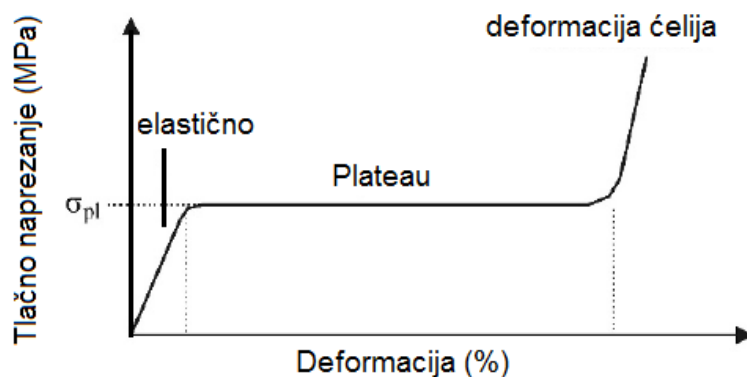 deformacija ćelija
elastično
Plateau
σpl
Tlačno naprezanje (MPa)
Deformacija (%)